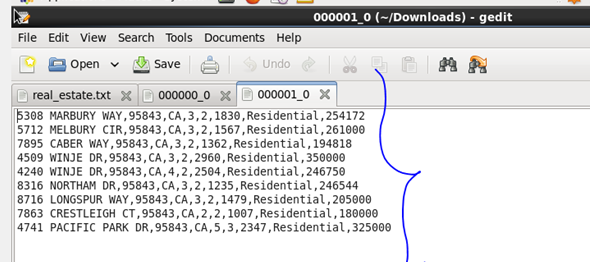 000001_0 (~/Downloads) - gedit
File Edit View Search Tools Documents Help
Open Save Undo
real_estate.txt 000000_0 000001_0
5308 MARBURY WAY,95843,CA,3,2,1830,Residential,254172
5712 MELBURY CIR,95843,CA,3,2,1567,Residential,261000
7895 CABER WAY,95843,CA,3,2,1362,Residential,194818
4509 WINJE DR,95843,CA,3,2,2960,Residential,350000
4240 WINJE DR,95843,CA,4,2,2504,Residential,246750
8316 NORTHAM DR,95843,CA,3,2,1235,Residential,246544
8716 LONGSPUR WAY,95843,CA,3,2,1479,Residential,205000
7863 CRESTLEIGH CT,95843,CA,2,2,1007,Residential,180000
4741 PACIFIC PARK DR,95843,CA,5,3,2347,Residential,325000